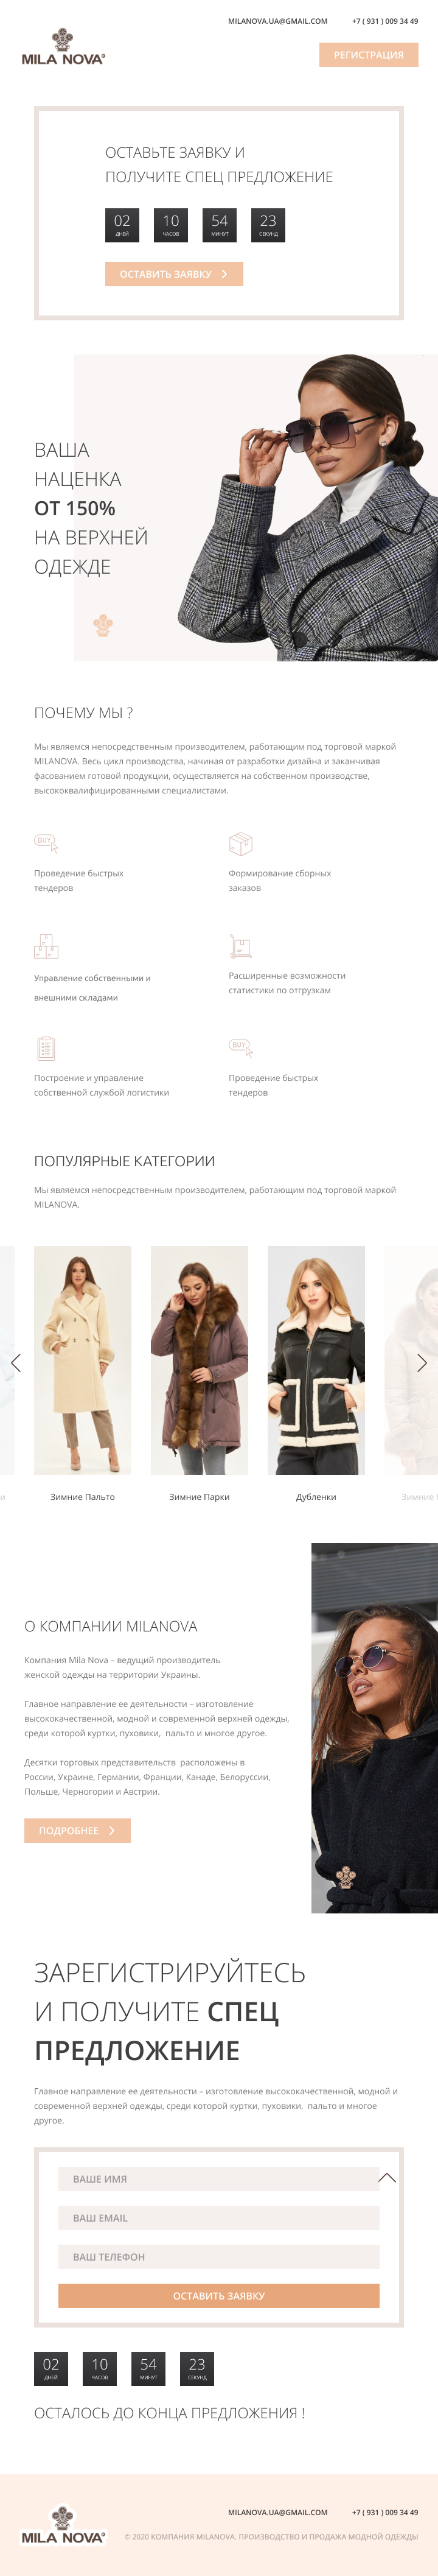 MILANOVA.UA@GMAIL.COM +7 ( 931 ) 009 34 49
MILA NOVA®
РЕГИСТРАЦИЯ
ОСТАВЬТЕ ЗАЯВКУ И
ПОЛУЧИТЕ СПЕЦ ПРЕДЛОЖЕНИЕ
02 10 54 23
ДНЕЙ ЧАСОВ МИНУТ СЕКУНД
ОСТАВИТЬ ЗАЯВКУ
ВАША
НАЦЕНКА
ОТ 150%
НА ВЕРХНЕЙ
ОДЕЖДЕ
ПОЧЕМУ МЫ ?
Мы являемся непосредственным производителем, работающим под торговой маркой
MILANOVA. Весь цикл производства, начиная от разработки дизайна и заканчивая
фасованием готовой продукции, осуществляется на собственном производстве,
высококвалифицированными специалистами.
BUY
Проведение быстрых
тендеров
Формирование сборных
заказов
Управление собственными и
внешними складами
Расширенные возможности
статистики по отгрузкам
Построение и управление
собственной службой логистики
BUY
Проведение быстрых
тендеров
ПОПУЛЯРНЫЕ КАТЕГОРИИ
Мы являемся непосредственным производителем, работающим под торговой маркой
MILANOVA.
и Зимние Пальто Зимние Парки Дубленки Зимние
О КОМПАНИИ MILANOVA
Компания Mila Nova – ведущий производитель
женской одежды на территории Украины.
Главное направление ее деятельности – изготовление
высококачественной, модной и современной верхней одежды,
среди которой куртки, пуховики, пальто и многое другое.
Десятки торговых представительств расположены в
России, Украине, Германии, Франции, Канаде, Белоруссии,
Польше, Черногории и Австрии.
ПОДРОБНЕЕ
ЗАРЕГИСТРИРУЙТЕСЬ
И ПОЛУЧИТЕ СПЕЦ
ПРЕДЛОЖЕНИЕ
Главное направление ее деятельности – изготовление высококачественной, модной и
современной верхней одежды, среди которой куртки, пуховики, пальто и многое
другое.
ВАШЕ ИМЯ
ВАШ EMAIL
ВАШ ТЕЛЕФОН
ОСТАВИТЬ ЗАЯВКУ
02 10 54 23
ДНЕЙ ЧАСОВ МИНУТ СЕКУНД
ОСТАЛОСЬ ДО КОНЦА ПРЕДЛОЖЕНИЯ !
MILANOVA.UA@GMAIL.COM +7 ( 931 ) 009 34 49
MILA NOVA®
© 2020 КОМПАНИЯ MILANOVA. ПРОИЗВОДСТВО И ПРОДАЖА МОДНОЙ ОДЕЖДЫ